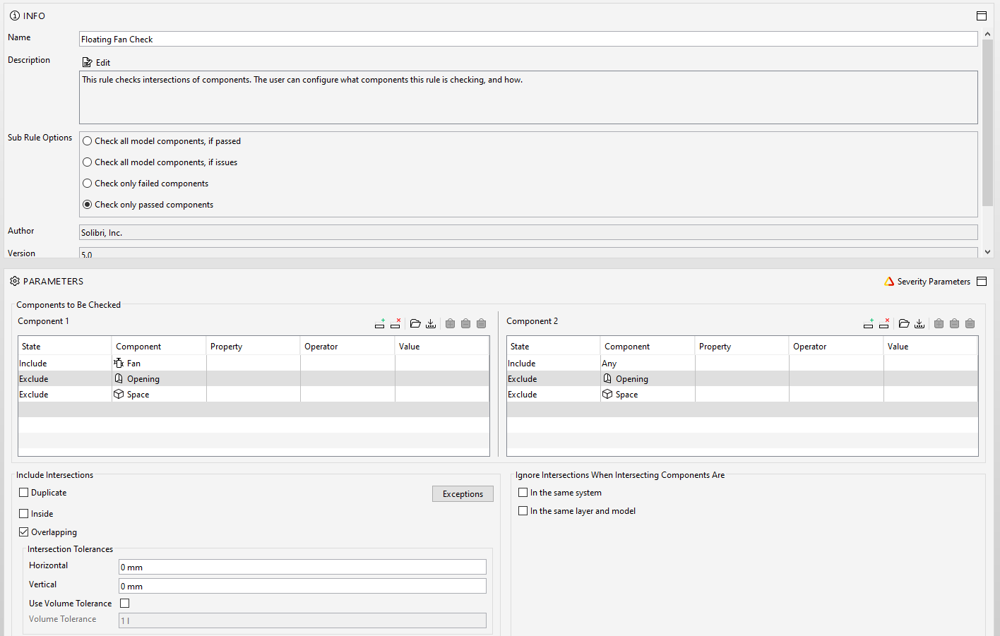 INFO
Name
Floating Fan Check
Description
Edit
This rule checks intersections of components. The user can configure what components this rule is checking, and how.
Sub Rule Options
Check all model components, if passed
Check all model components, if issues
Check only failed components
Check only passed components
Author
Solibri, Inc.
Version
5.0
PARAMETERS
Severity Parameters
Components to Be Checked
Component 1
State Component Property Operator Value
Include Fan
Exclude Opening
Exclude Space
Component 2
State Component Property Operator Value
Include Any
Exclude Opening
Exclude Space
Include Intersections
Duplicate
Exceptions
Inside
Overlapping
Intersection Tolerances
Horizontal
0 mm
Vertical
0 mm
Use Volume Tolerance
Volume Tolerance
1 l
Ignore Intersections When Intersecting Components Are
In the same system
In the same layer and model